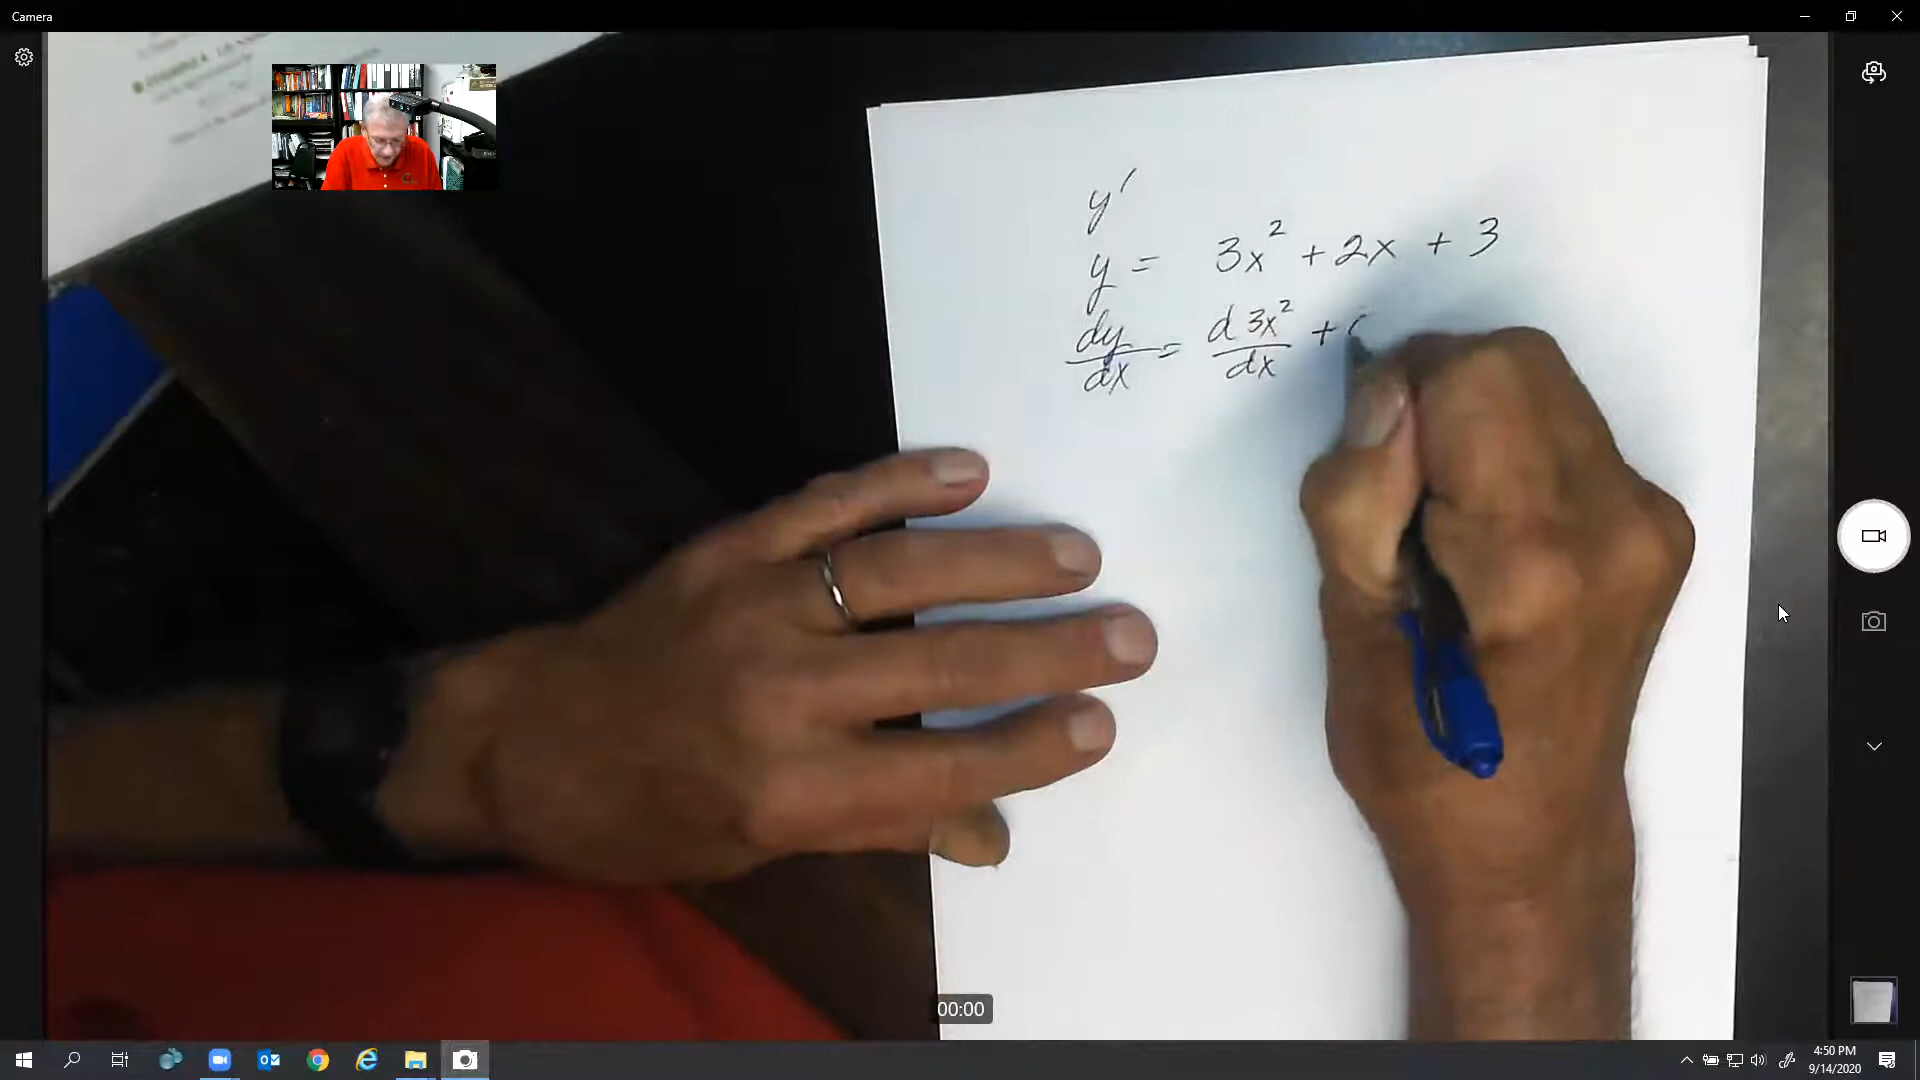 Camera
y'
y = 3x² + 2x + 3
dy/dx = d 3x²/dx +
00:00
4:50 PM
9/14/2020